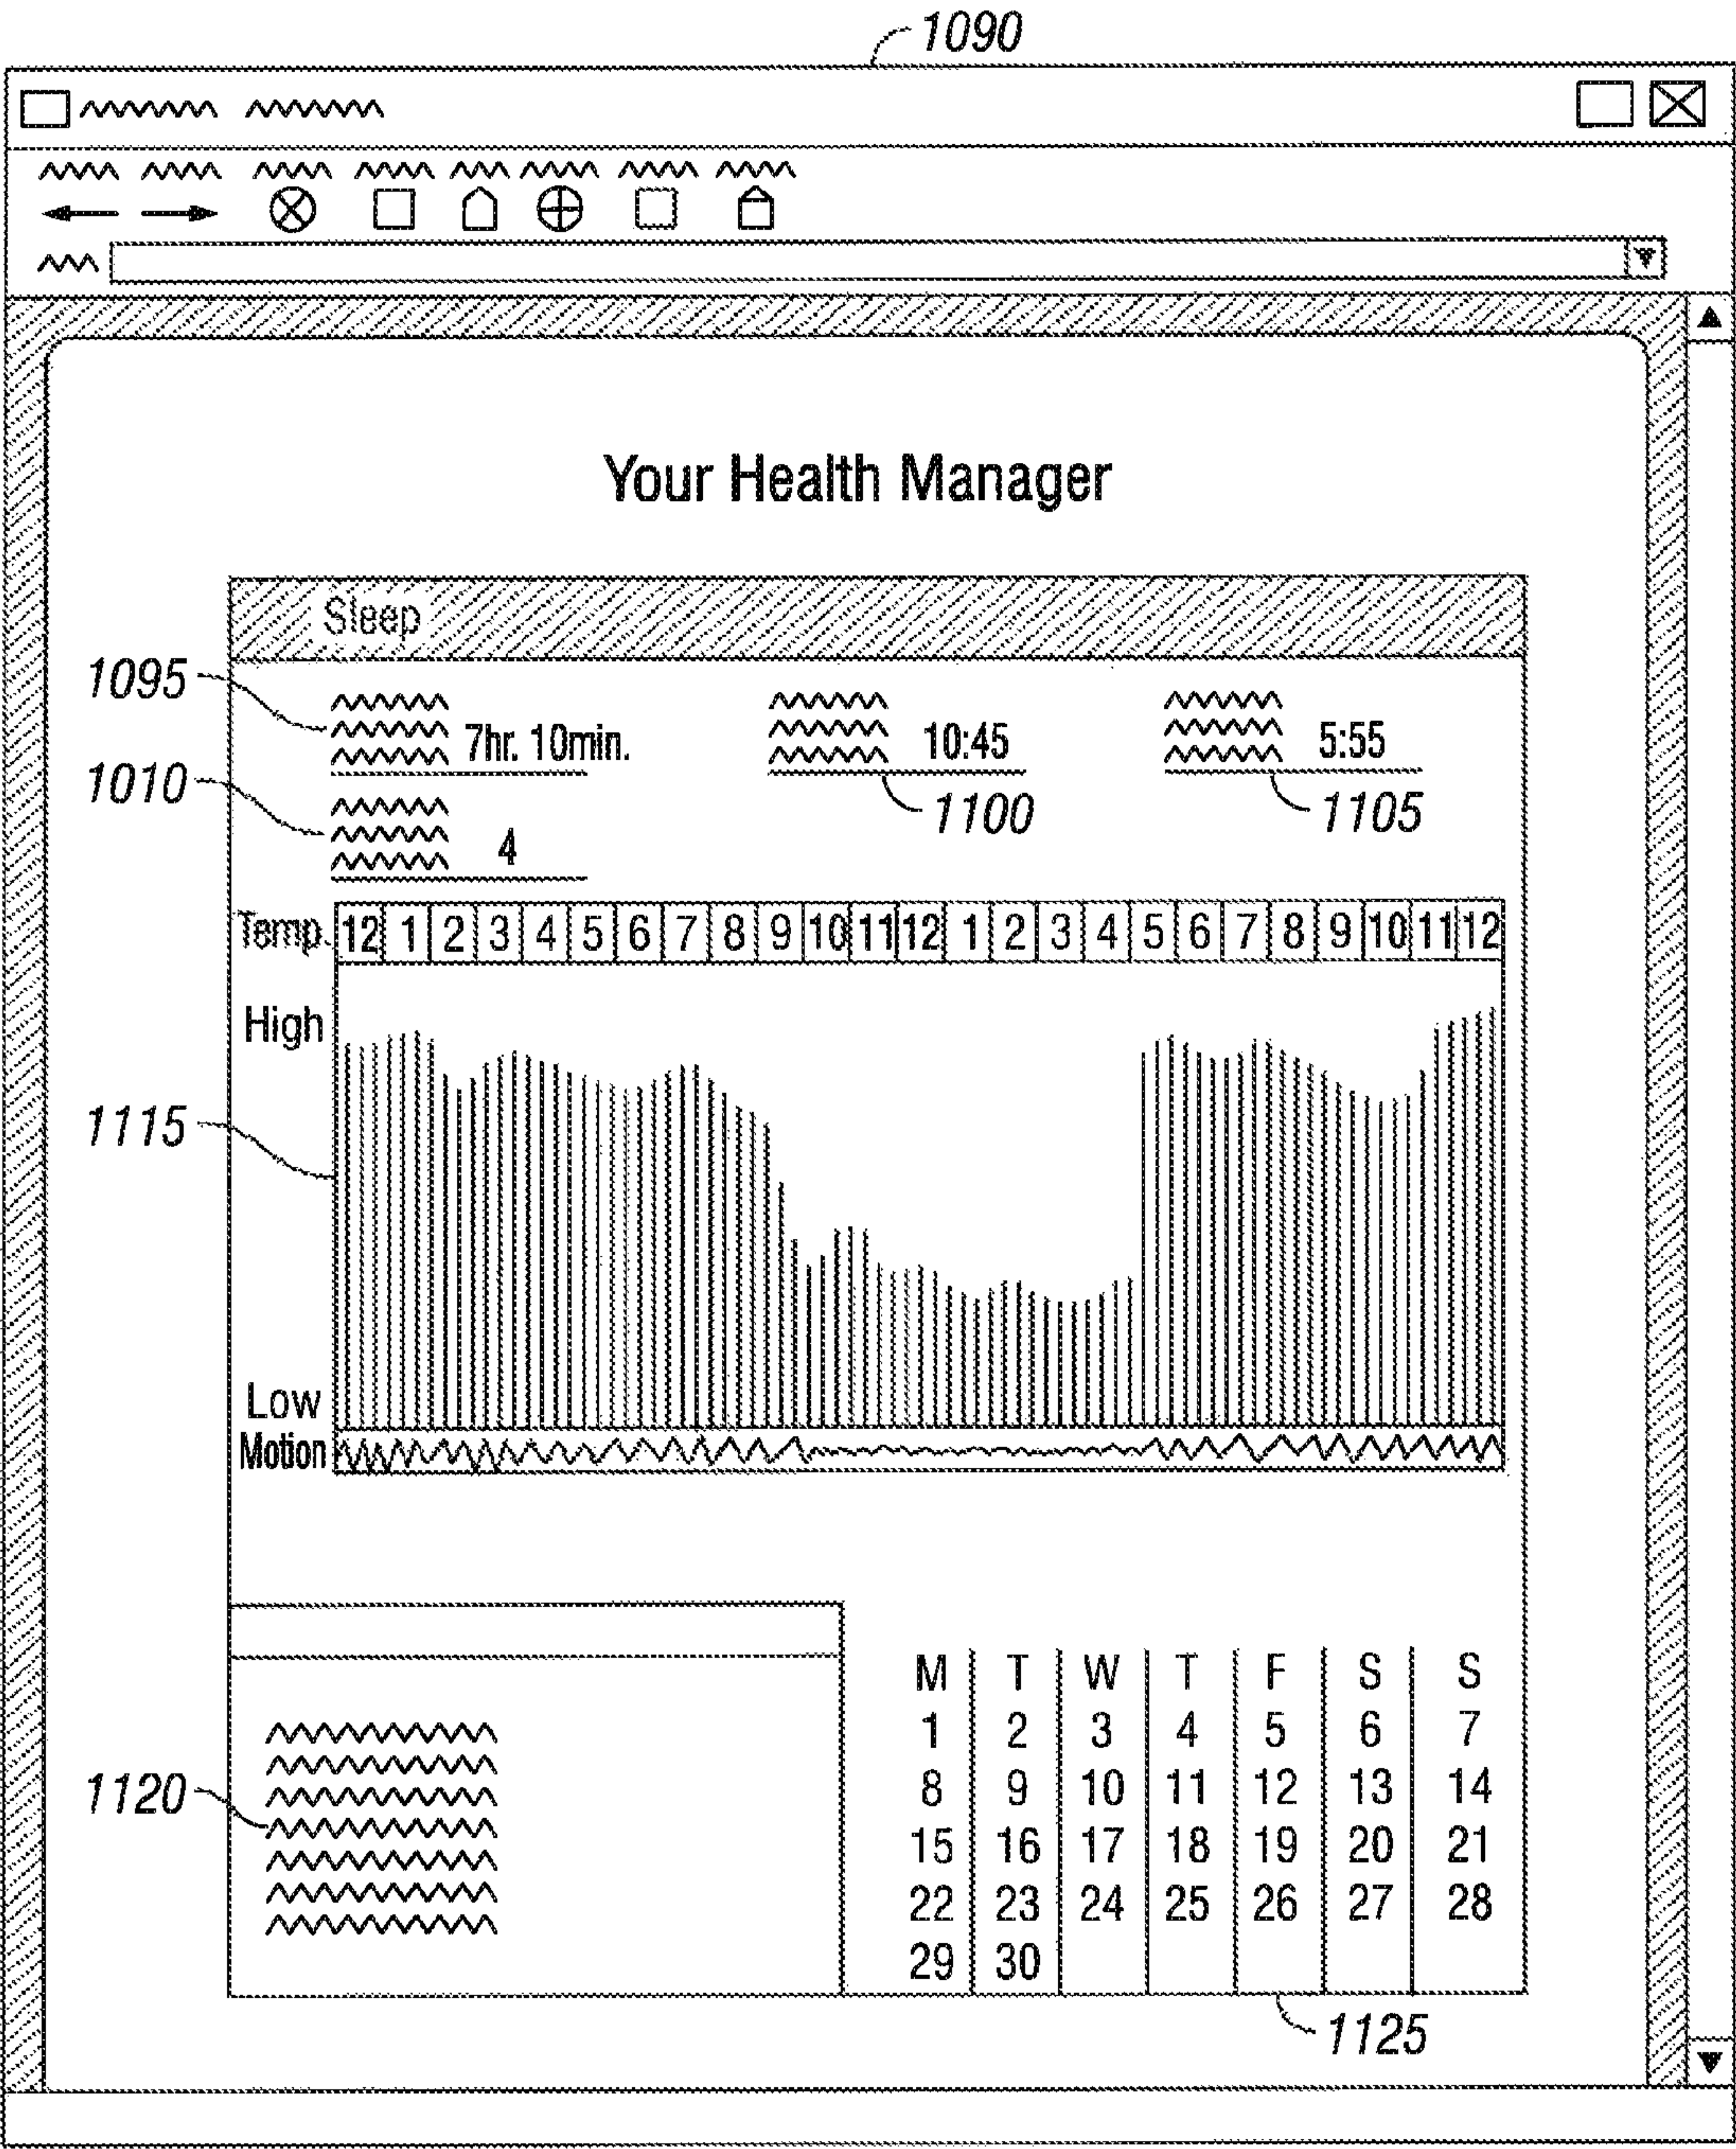 1090
Your Health Manager
Sleep
1095
7hr. 10min.
10:45
5:55
1010
4
1100
1105
Temp. 12 1 2 3 4 5 6 7 8 9 10 11 12 1 2 3 4 5 6 7 8 9 10 11 12
High
1115
Low
Motion
M T W T F S S
1 2 3 4 5 6 7
8 9 10 11 12 13 14
1120
15 16 17 18 19 20 21
22 23 24 25 26 27 28
29 30
1125